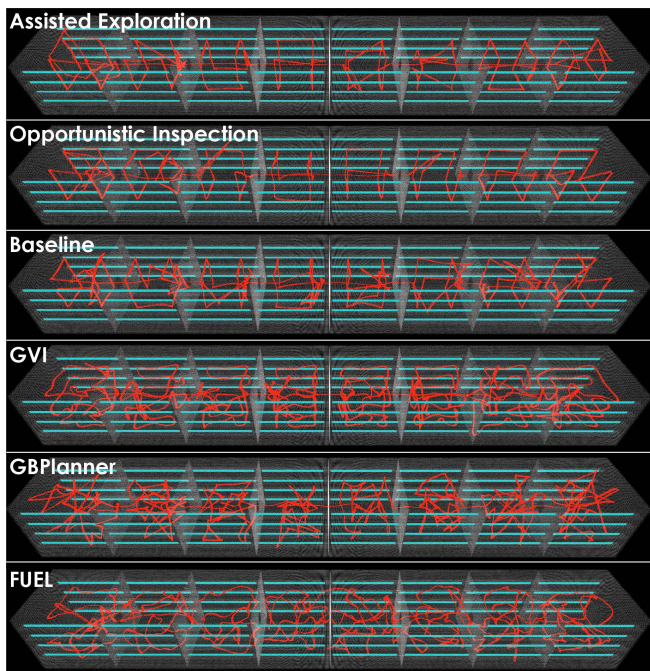 Assisted Exploration
Opportunistic Inspection
Baseline
GVI
GBPlanner
FUEL